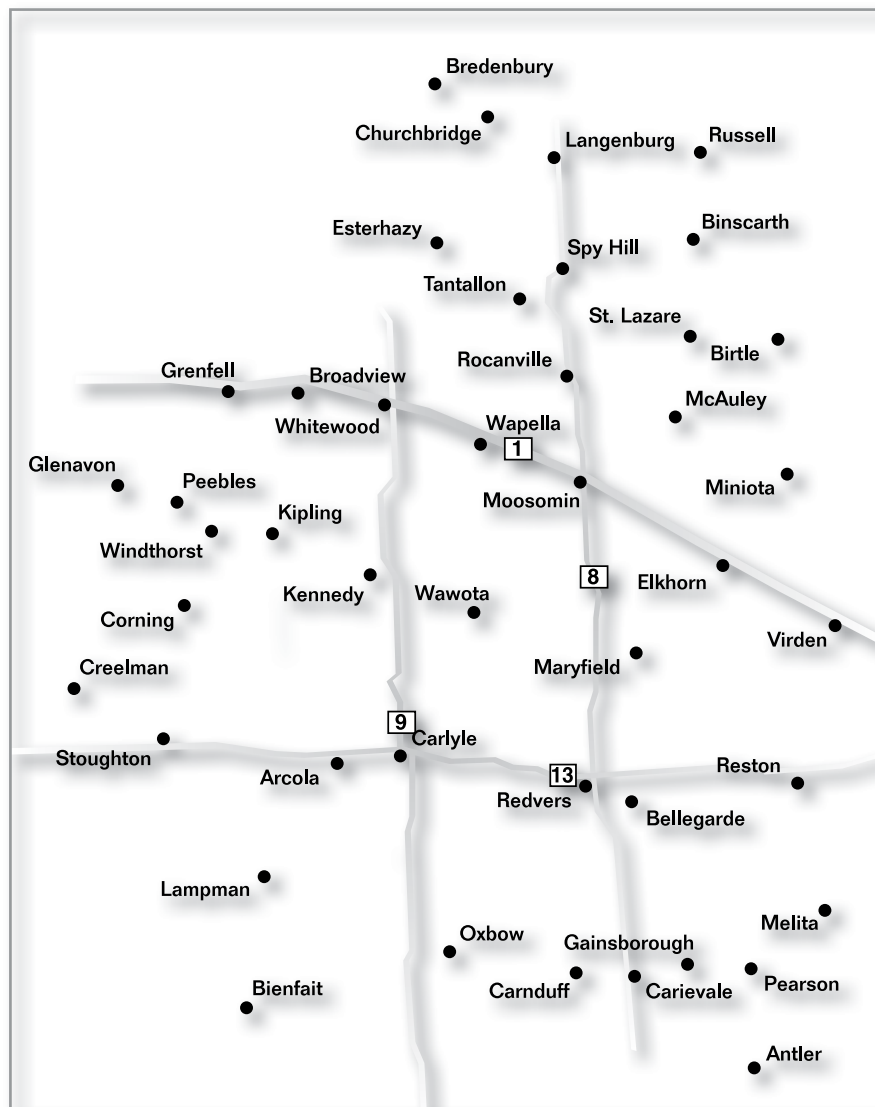 Bredenbury
Churchbridge
Langenburg
Russell
Esterhazy
Binscarth
Spy Hill
Tantallon
St. Lazare
Birtle
Rocanville
Grenfell
Broadview
McAuley
Whitewood
Wapella
1
Glenavon
Peebles
Moosomin
Miniota
Kipling
Windthorst
8
Elkhorn
Kennedy
Wawota
Corning
Virden
Creelman
Maryfield
9
Carlyle
Stoughton
Arcola
13
Reston
Redvers
Bellegarde
Lampman
Melita
Oxbow
Gainsborough
Carnduff
Carievale
Pearson
Bienfait
Antler